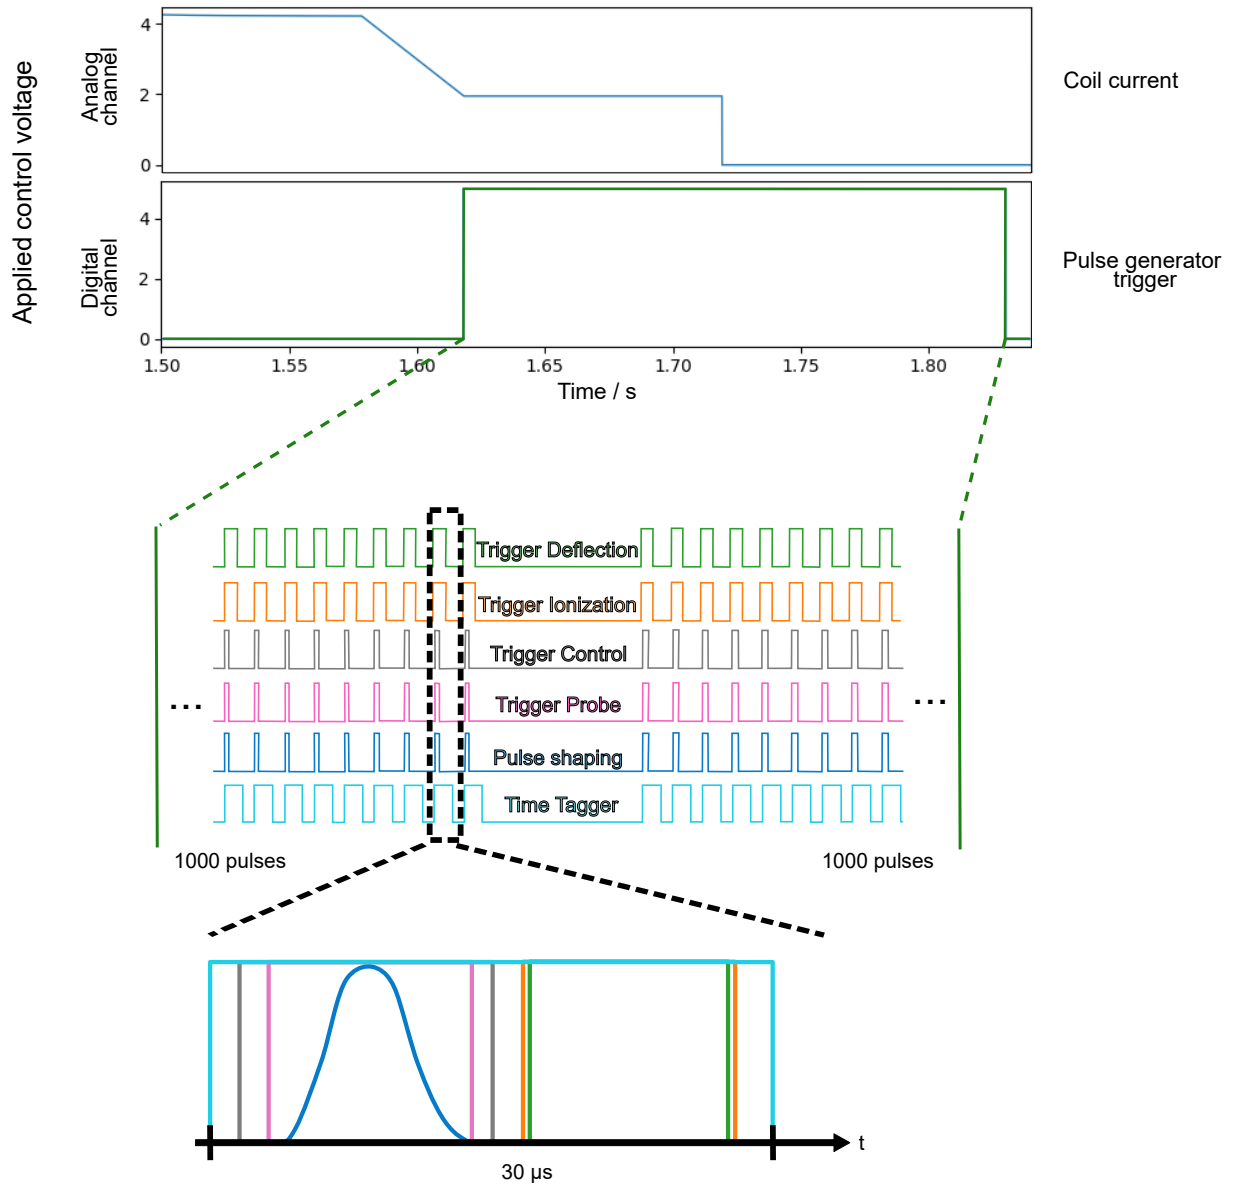 Applied control voltage
Analog
channel
4
2
0
Coil current
Digital
channel
4
2
0
Pulse generator
trigger
1.50
1.55
1.60
1.65
1.70
1.75
1.80
Time / s
Trigger Deflection
Trigger Ionization
Trigger Control
Trigger Probe
Pulse shaping
Time Tagger
...
...
1000 pulses
1000 pulses
t
30 µs